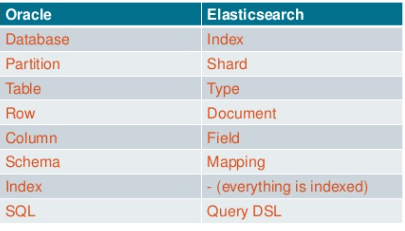 Oracle Elasticsearch
Database Index
Partition Shard
Table Type
Row Document
Column Field
Schema Mapping
Index - (everything is indexed)
SQL Query DSL